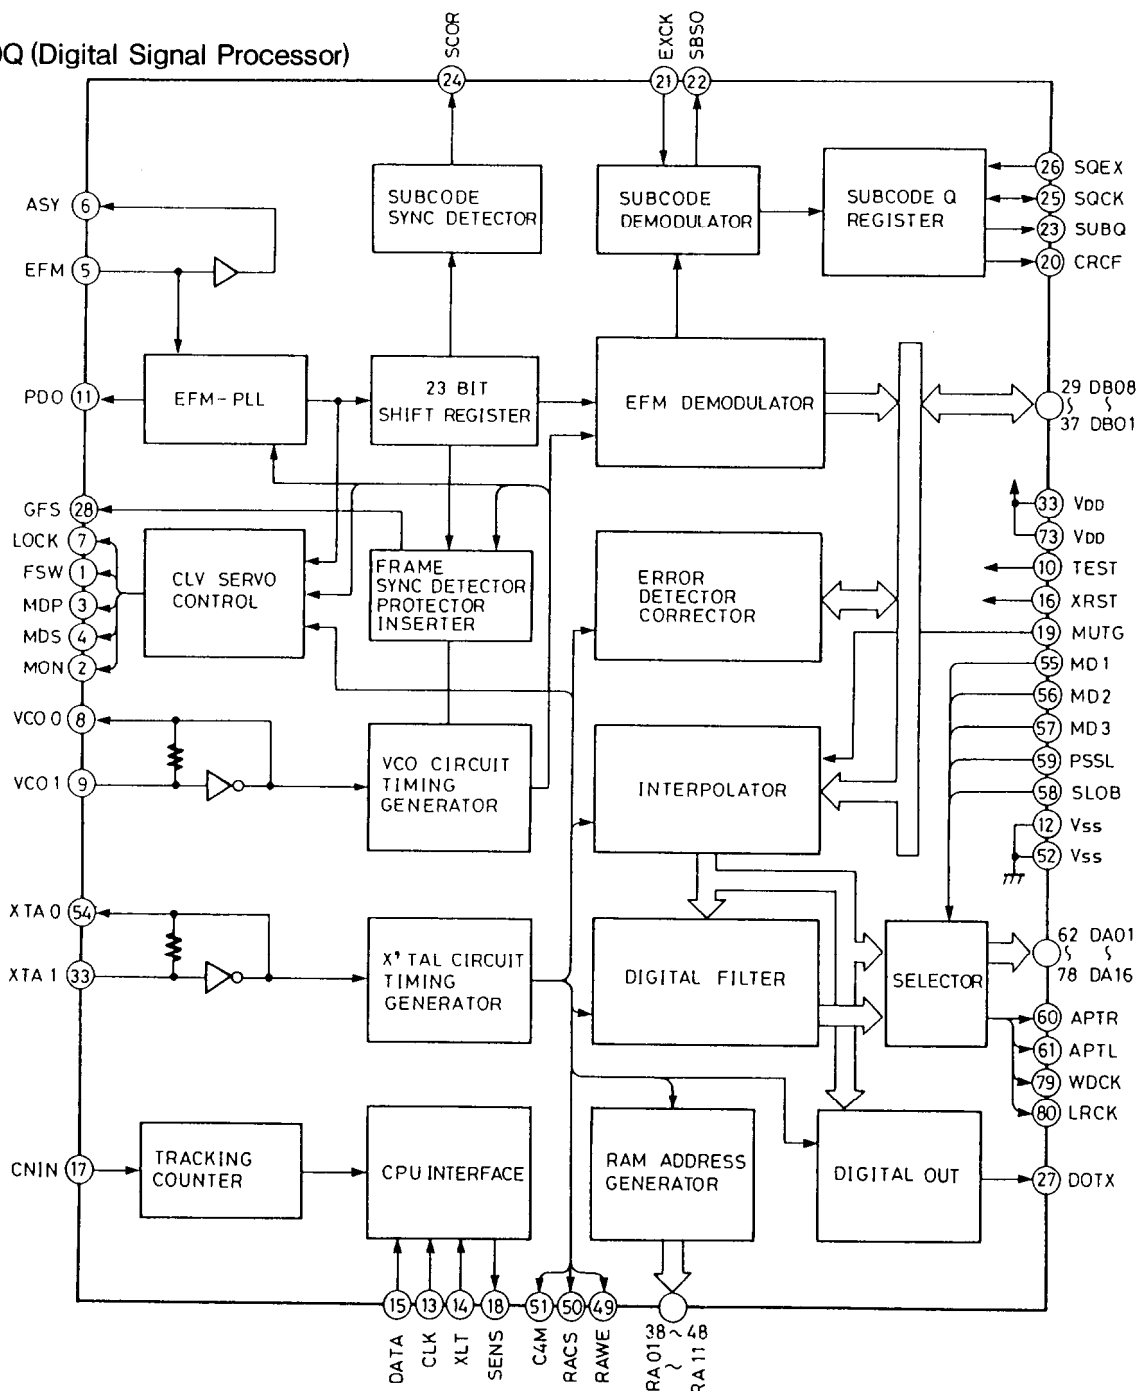 Q (Digital Signal Processor)
SCOR
24
EXCK
21
SBSO
22
ASY
6
EFM
5
SUBCODE
SYNC DETECTOR
SUBCODE
DEMODULATOR
SUBCODE Q
REGISTER
26 SQEX
25 SQCK
23 SUBQ
20 CRCF
PDO
11
EFM-PLL
23 BIT
SHIFT REGISTER
EFM DEMODULATOR
29 DB08
37 DB01
GFS 28
LOCK 7
FSW 1
MDP 3
MDS 4
MON 2
CLV SERVO
CONTROL
FRAME
SYNC DETECTOR
PROTECTOR
INSERTER
ERROR
DETECTOR
CORRECTOR
33 VDD
73 VDD
10 TEST
16 XRST
19 MUTG
55 MD1
56 MD2
57 MD3
59 PSSL
58 SLOB
12 Vss
52 Vss
VCO 0 8
VCO 1 9
VCO CIRCUIT
TIMING
GENERATOR
INTERPOLATOR
XTA 0 54
XTA 1 33
X'TAL CIRCUIT
TIMING
GENERATOR
DIGITAL FILTER
SELECTOR
62 DA01
78 DA16
60 APTR
61 APTL
79 WDCK
80 LRCK
CNIN 17
TRACKING
COUNTER
CPU INTERFACE
RAM ADDRESS
GENERATOR
DIGITAL OUT
27 DOTX
15
DATA
13
CLK
14
XLT
18
SENS
51
C4M
50
RACS
49
RAWE
38~48
RA01~RA11